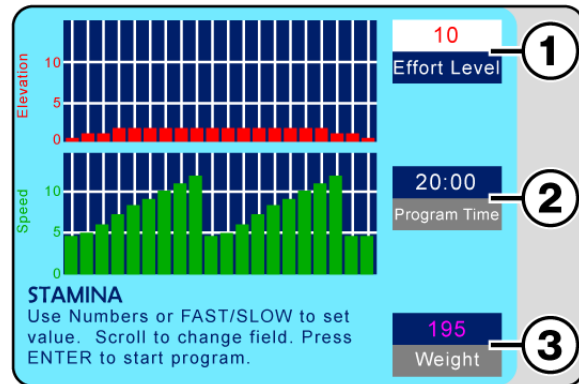 Elevation
10
5
0
10
Effort Level
1
Speed
10
5
0
20:00
Program Time
2
STAMINA
Use Numbers or FAST/SLOW to set
value. Scroll to change field. Press
ENTER to start program.
195
Weight
3